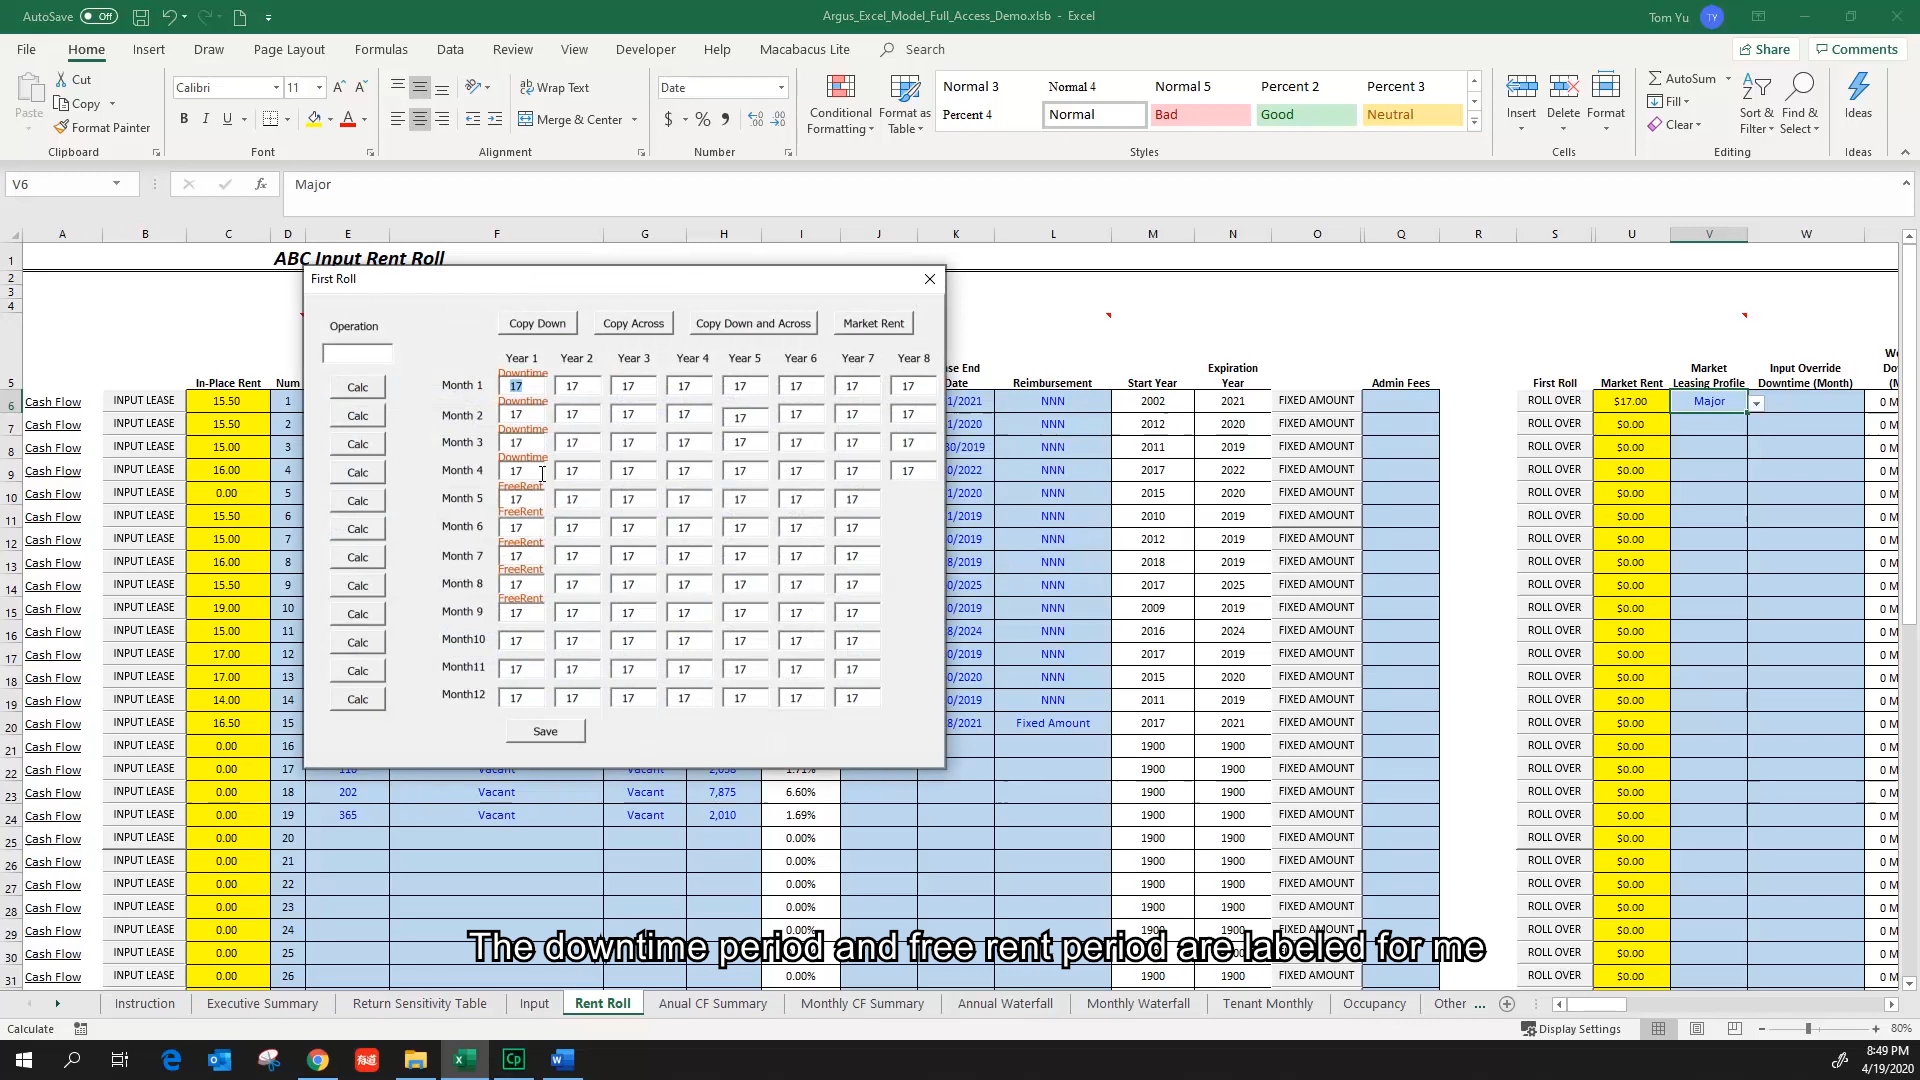 AutoSave Off
Argus_Excel_Model_Full_Access_Demo.xlsb - Excel
Tom Yu TY
File Home Insert Draw Page Layout Formulas Data Review View Developer Help Macabacus Lite Search Share Comments
Paste Cut Copy Format Painter Clipboard
Calibri 11 Font
Wrap Text Merge & Center Alignment
Date Number
Conditional Formatting Format as Table
Normal 3 Normal 4 Normal 5 Percent 2 Percent 3
Percent 4 Normal Bad Good Neutral
Styles
Insert Delete Format Cells
AutoSum Fill Clear Sort & Filter Find & Select Editing
Ideas Ideas
V6 fx Major
A B C D E F G H I J K L M N O Q R S U V W
1 ABC Input Rent Roll
2
3
4
5 In-Place Rent Num Reimbursement Start Year Expiration Year Admin Fees First Roll Market Rent Market Leasing Profile Input Override Downtime (Month)
First Roll
Operation
Copy Down Copy Across Copy Down and Across Market Rent
Year 1 Year 2 Year 3 Year 4 Year 5 Year 6 Year 7 Year 8
Downtime
Calc Month 1 17 17 17 17 17 17 17 17
Downtime
Calc Month 2 17 17 17 17 17 17 17 17
Downtime
Calc Month 3 17 17 17 17 17 17 17 17
Downtime
Calc Month 4 17 17 17 17 17 17 17 17
FreeRent
Calc Month 5 17 17 17 17 17 17 17
FreeRent
Calc Month 6 17 17 17 17 17 17 17
FreeRent
Calc Month 7 17 17 17 17 17 17 17
FreeRent
Calc Month 8 17 17 17 17 17 17 17
FreeRent
Calc Month 9 17 17 17 17 17 17 17
Calc Month10 17 17 17 17 17 17 17
Calc Month11 17 17 17 17 17 17 17
Calc Month12 17 17 17 17 17 17 17
Save
6 Cash Flow INPUT LEASE 15.50 1 1/2021 NNN 2002 2021 FIXED AMOUNT ROLL OVER $17.00 Major 0 M
7 Cash Flow INPUT LEASE 15.50 2 1/2020 NNN 2012 2020 FIXED AMOUNT ROLL OVER $0.00 0 M
8 Cash Flow INPUT LEASE 15.00 3 30/2019 NNN 2011 2019 FIXED AMOUNT ROLL OVER $0.00 0 M
9 Cash Flow INPUT LEASE 16.00 4 0/2022 NNN 2017 2022 FIXED AMOUNT ROLL OVER $0.00 0 M
10 Cash Flow INPUT LEASE 0.00 5 1/2020 NNN 2015 2020 FIXED AMOUNT ROLL OVER $0.00 0 M
11 Cash Flow INPUT LEASE 15.50 6 1/2019 NNN 2010 2019 FIXED AMOUNT ROLL OVER $0.00 0 M
12 Cash Flow INPUT LEASE 15.00 7 0/2019 NNN 2012 2019 FIXED AMOUNT ROLL OVER $0.00 0 M
13 Cash Flow INPUT LEASE 16.00 8 8/2019 NNN 2018 2019 FIXED AMOUNT ROLL OVER $0.00 0 M
14 Cash Flow INPUT LEASE 15.50 9 0/2025 NNN 2017 2025 FIXED AMOUNT ROLL OVER $0.00 0 M
15 Cash Flow INPUT LEASE 19.00 10 0/2019 NNN 2009 2019 FIXED AMOUNT ROLL OVER $0.00 0 M
16 Cash Flow INPUT LEASE 15.00 11 8/2024 NNN 2016 2024 FIXED AMOUNT ROLL OVER $0.00 0 M
17 Cash Flow INPUT LEASE 17.00 12 0/2019 NNN 2017 2019 FIXED AMOUNT ROLL OVER $0.00 0 M
18 Cash Flow INPUT LEASE 17.00 13 0/2020 NNN 2015 2020 FIXED AMOUNT ROLL OVER $0.00 0 M
19 Cash Flow INPUT LEASE 14.00 14 0/2019 NNN 2011 2019 FIXED AMOUNT ROLL OVER $0.00 0 M
20 Cash Flow INPUT LEASE 16.50 15 8/2021 Fixed Amount 2017 2021 FIXED AMOUNT ROLL OVER $0.00 0 M
21 Cash Flow INPUT LEASE 0.00 16 1900 1900 FIXED AMOUNT ROLL OVER $0.00 0 M
22 Cash Flow INPUT LEASE 0.00 17 Vacant Vacant 1.71% 1900 1900 FIXED AMOUNT ROLL OVER $0.00 0 M
23 Cash Flow INPUT LEASE 0.00 18 202 Vacant Vacant 7,875 6.60% 1900 1900 FIXED AMOUNT ROLL OVER $0.00 0 M
24 Cash Flow INPUT LEASE 0.00 19 365 Vacant Vacant 2,010 1.69% 1900 1900 FIXED AMOUNT ROLL OVER $0.00 0 M
25 Cash Flow INPUT LEASE 0.00 20 0.00% 1900 1900 FIXED AMOUNT ROLL OVER $0.00 0 M
26 Cash Flow INPUT LEASE 0.00 21 0.00% 1900 1900 FIXED AMOUNT ROLL OVER $0.00 0 M
27 Cash Flow INPUT LEASE 0.00 22 0.00% 1900 1900 FIXED AMOUNT ROLL OVER $0.00 0 M
28 Cash Flow INPUT LEASE 0.00 23 0.00% 1900 1900 FIXED AMOUNT ROLL OVER $0.00 0 M
29 Cash Flow INPUT LEASE 0.00 24 FIXED AMOUNT ROLL OVER $0.00 0 M
30 Cash Flow INPUT LEASE 0.00 25 FIXED AMOUNT ROLL OVER $0.00 0 M
31 Cash Flow INPUT LEASE 0.00 26 0.00% 1900 1900 FIXED AMOUNT ROLL OVER $0.00 0 M
The downtime period and free rent period are labeled for me
Instruction Executive Summary Return Sensitivity Table Input Rent Roll Anual CF Summary Monthly CF Summary Annual Waterfall Monthly Waterfall Tenant Monthly Occupancy Other ...
Calculate Display Settings 80%
8:49 PM
4/19/2020